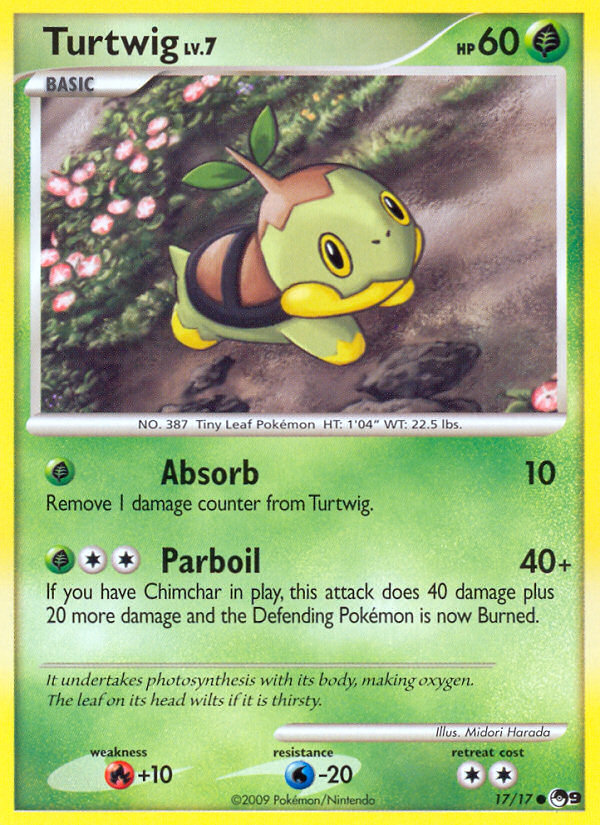 Turtwig LV.7
HP 60
BASIC
NO. 387 Tiny Leaf Pokémon HT: 1'04" WT: 22.5 lbs.
Absorb 10
Remove 1 damage counter from Turtwig.
Parboil 40+
If you have Chimchar in play, this attack does 40 damage plus
20 more damage and the Defending Pokémon is now Burned.
It undertakes photosynthesis with its body, making oxygen.
The leaf on its head wilts if it is thirsty.
Illus. Midori Harada
weakness resistance retreat cost
+10 -20
©2009 Pokémon/Nintendo 17/17 9